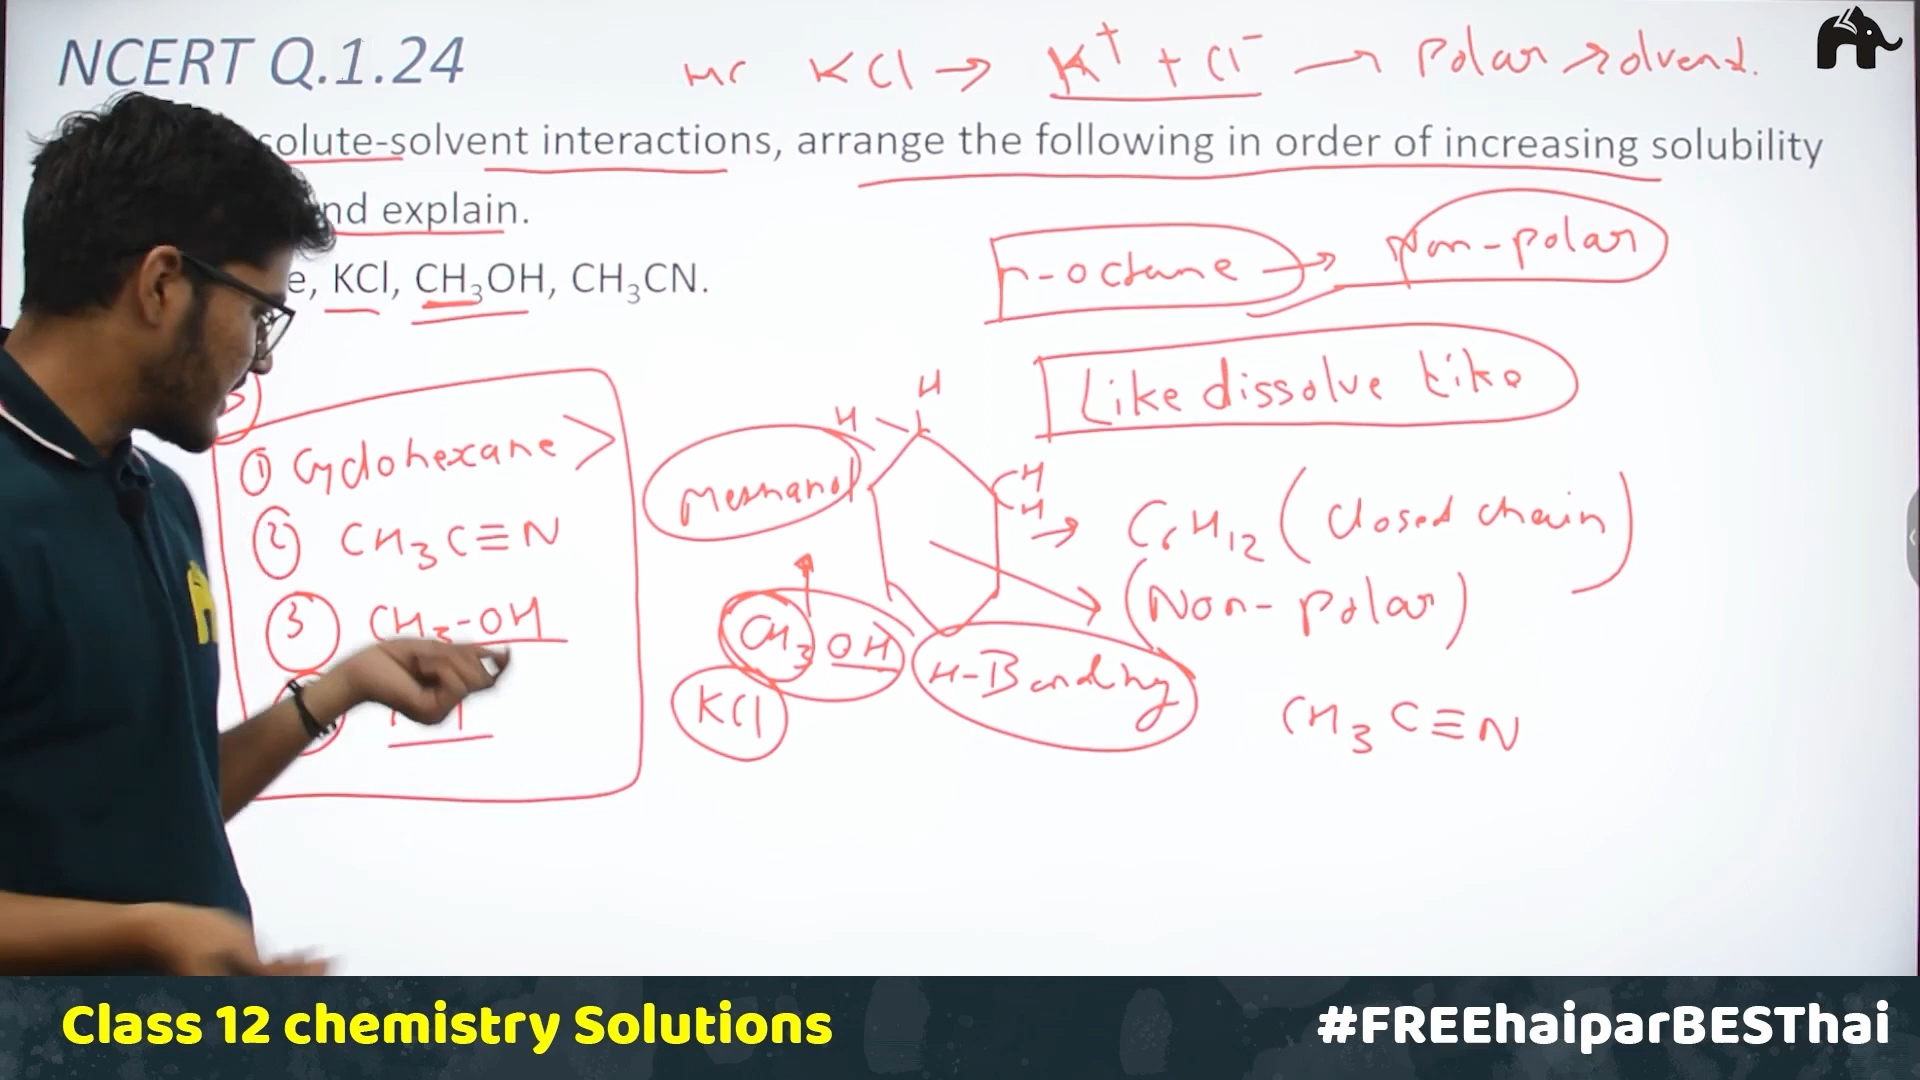 NCERT Q.1.24
KCl → K⁺ + Cl⁻ → Polar solvent.
solute-solvent interactions, arrange the following in order of increasing solubility
nd explain.
n-octane → Non-polar
e, KCl, CH₃OH, CH₃CN.
Like dissolve like
① Cyclohexane >
② CH₃C≡N
③ CH₃-OH
H
H
H
H
Methanol
→ C₆H₁₂ (closed chain)
(Non-polar)
CH₃ OH
H-Bonding
KCl
CH₃C≡N
Class 12 chemistry Solutions
#FREEhaiparBESThai